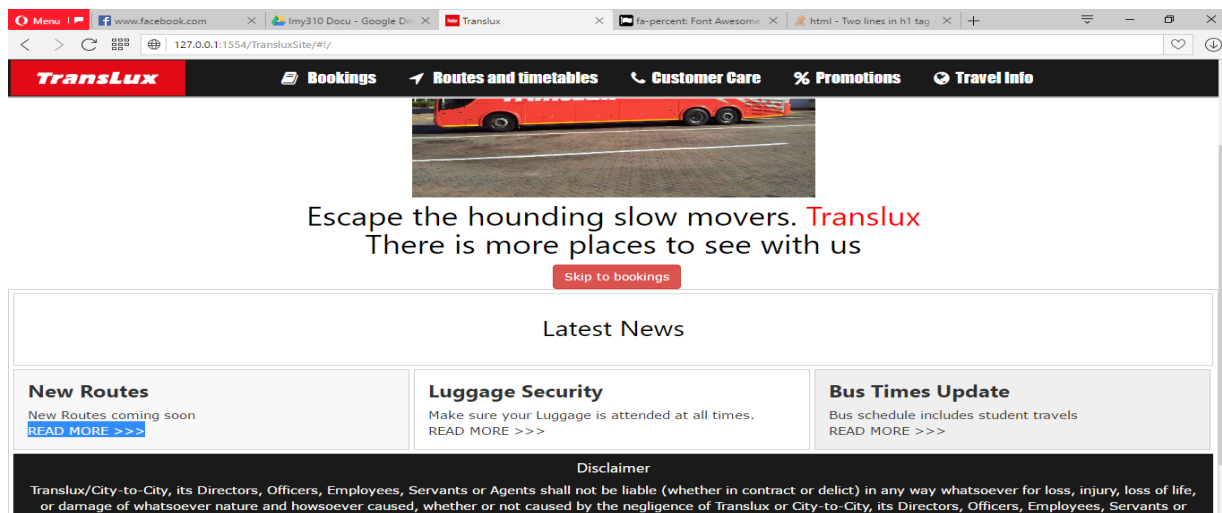 Menu
www.facebook.com
Imy310 Docu - Google Dri
Translux
fa-percent: Font Awesome
html - Two lines in h1 tag -
127.0.0.1:1554/TransluxSite/#!/
TransLux
Bookings
Routes and timetables
Customer Care
% Promotions
Travel Info
Escape the hounding slow movers. Translux
There is more places to see with us
Skip to bookings
Latest News
New Routes
New Routes coming soon
READ MORE >>>
Luggage Security
Make sure your Luggage is attended at all times.
READ MORE >>>
Bus Times Update
Bus schedule includes student travels
READ MORE >>>
Disclaimer
Translux/City-to-City, its Directors, Officers, Employees, Servants or Agents shall not be liable (whether in contract or delict) in any way whatsoever for loss, injury, loss of life,
or damage of whatsoever nature and howsoever caused, whether or not caused by the negligence of Translux or City-to-City, its Directors, Officers, Employees, Servants or